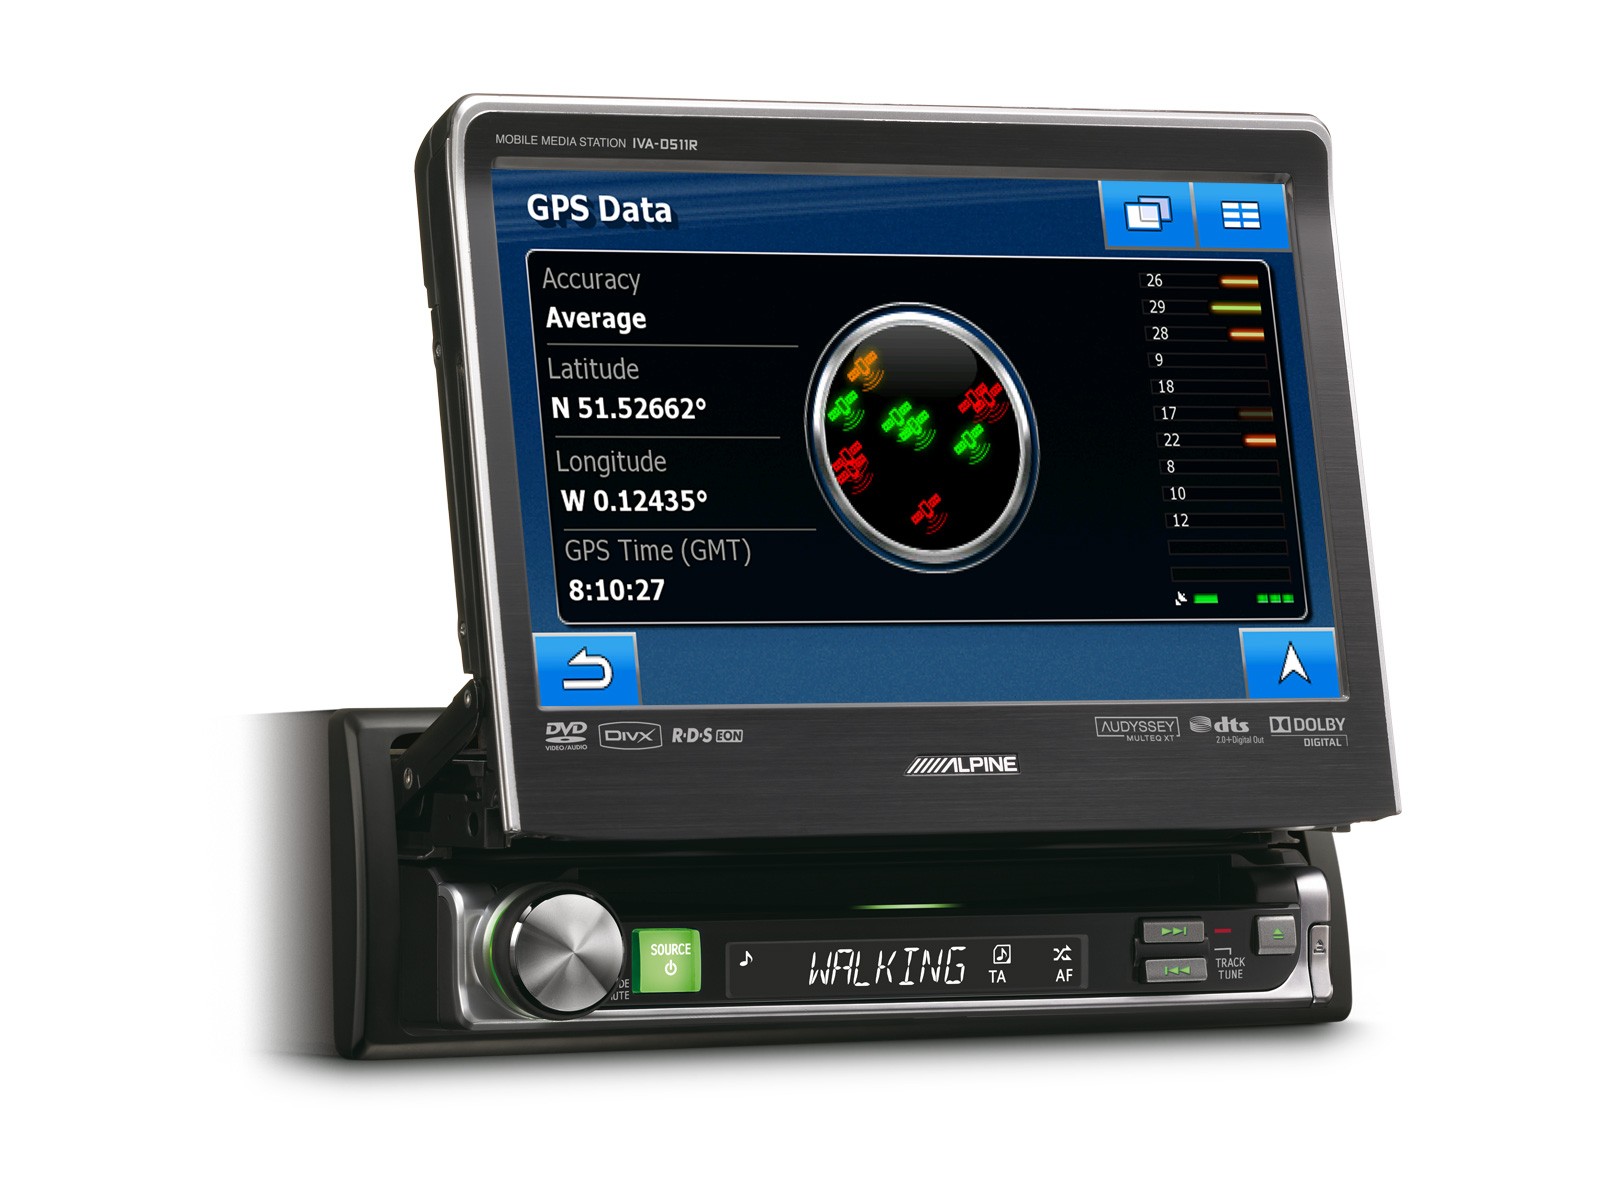 MOBILE MEDIA STATION IVA-D511R
GPS Data
Accuracy
Average
Latitude
N 51.52662°
Longitude
W 0.12435°
GPS Time (GMT)
8:10:27
26
29
28
9
18
17
22
8
10
12
DVD
VIDEO/AUDIO
DIVX
R·D·S EON
AUDYSSEY
MULTEQ XT
dts
2.0+Digital Out
DOLBY
DIGITAL
ALPINE
SOURCE
WALKING
TA
AF
TRACK
TUNE